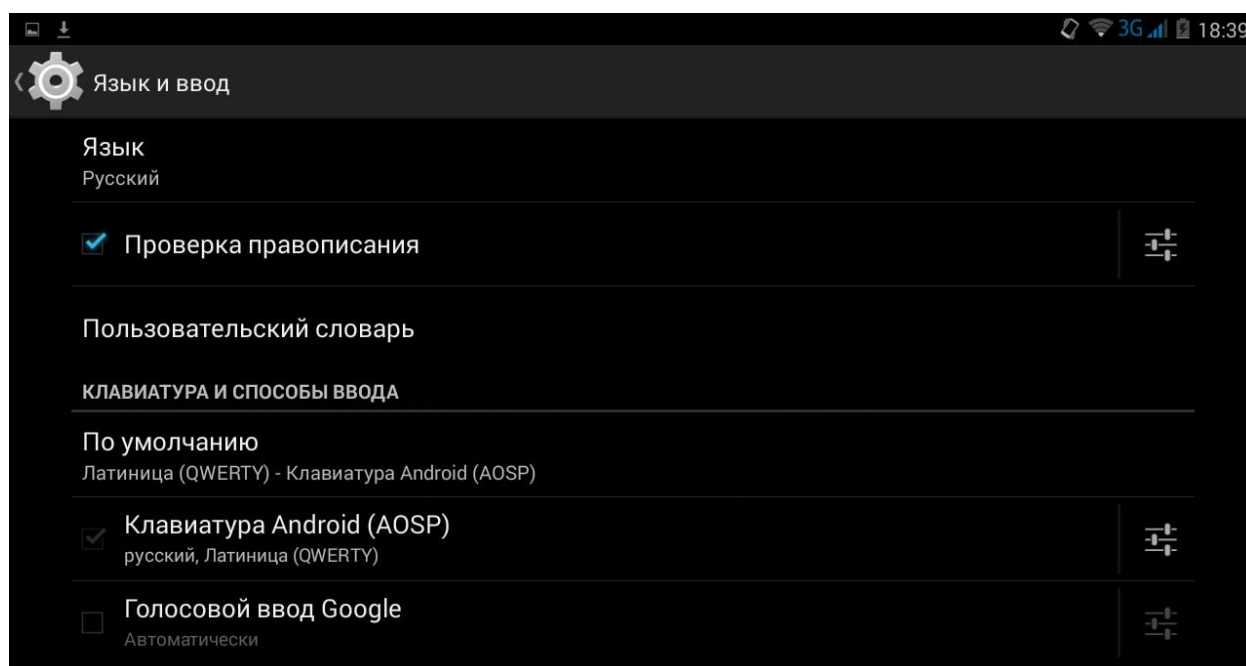 3G 18:39
Язык и ввод
Язык
Русский
Проверка правописания
Пользовательский словарь
КЛАВИАТУРА И СПОСОБЫ ВВОДА
По умолчанию
Латиница (QWERTY) - Клавиатура Android (AOSP)
Клавиатура Android (AOSP)
русский, Латиница (QWERTY)
Голосовой ввод Google
Автоматически